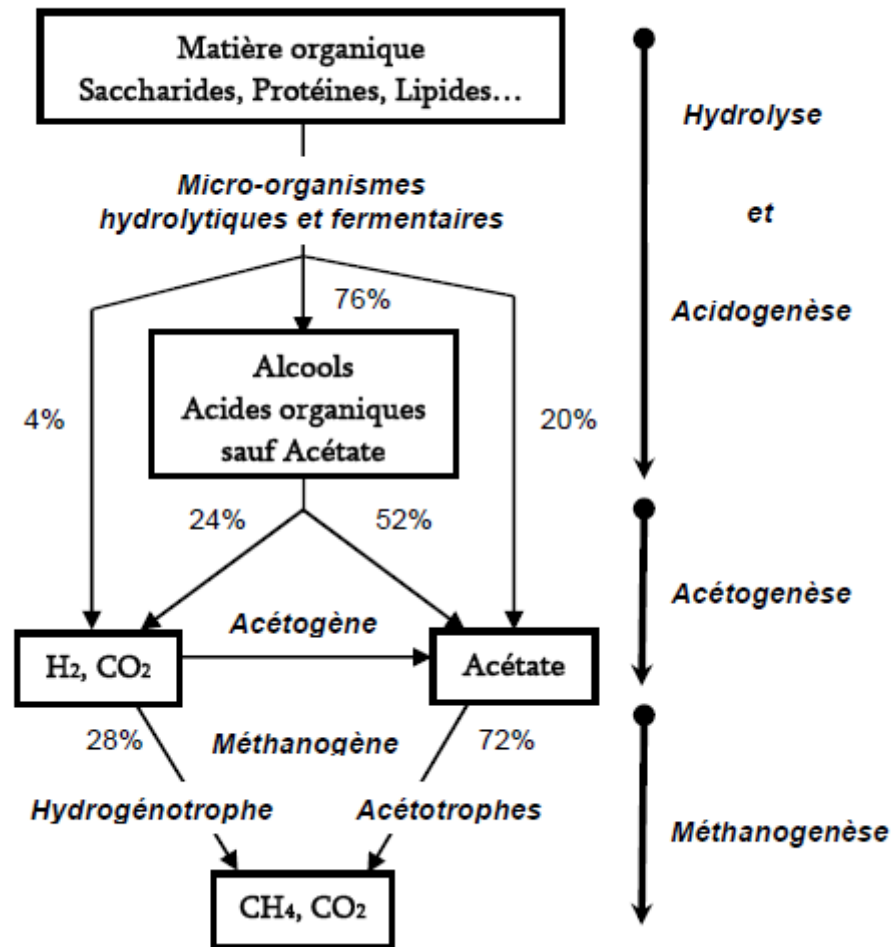 Matière organique
Saccharides, Protéines, Lipides...
Hydrolyse
Micro-organismes
hydrolytiques et fermentaires
et
76%
Acidogenèse
Alcools
Acides organiques
sauf Acétate
4%
20%
24%
52%
Acétogenèse
Acétogène
H₂, CO₂
Acétate
28%
Méthanogène
72%
Hydrogénotrophe
Acétotrophes
Méthanogenèse
CH₄, CO₂